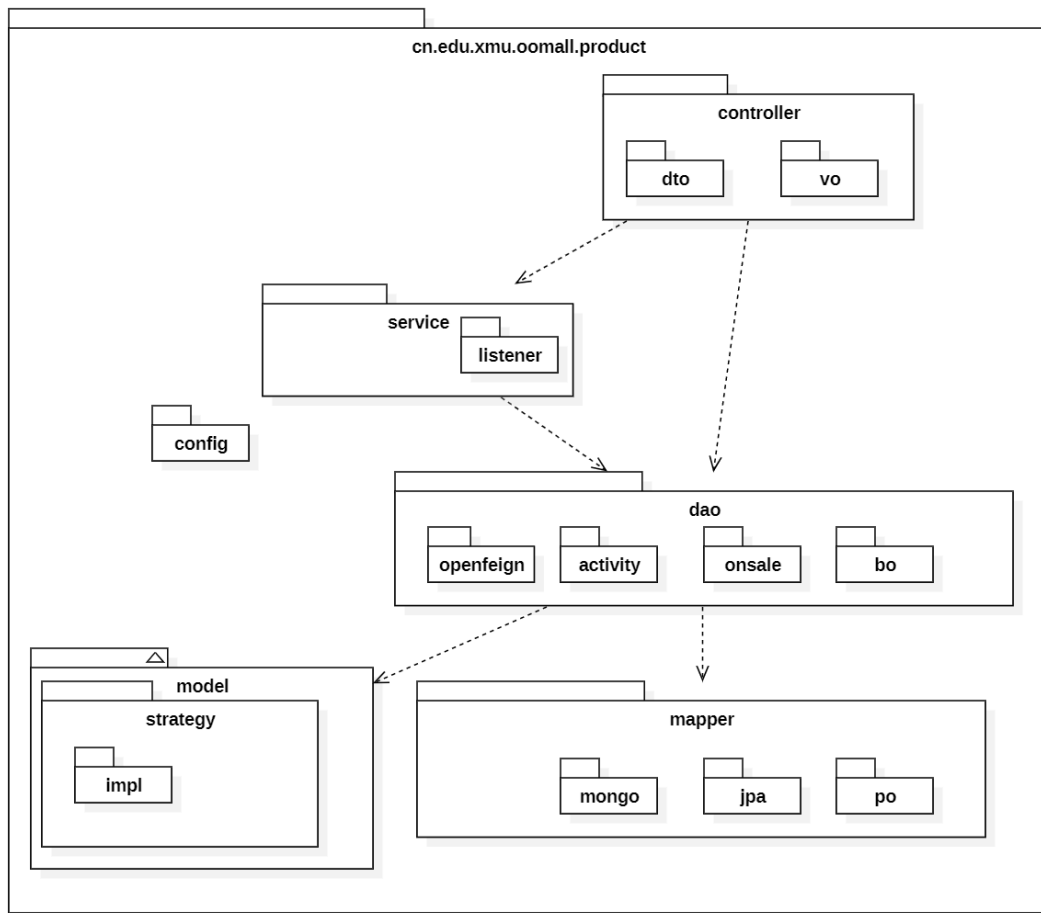 cn.edu.xmu.oomall.product
controller
dto
vo
service
listener
config
dao
openfeign
activity
onsale
bo
model
strategy
impl
mapper
mongo
jpa
po